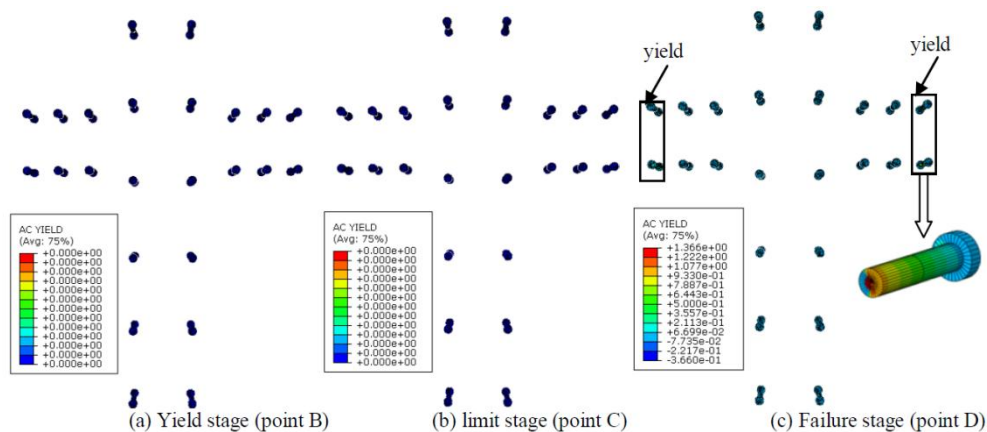 yield
yield
AC YIELD
(Avg: 75%)
+0.000e+00
+0.000e+00
+0.000e+00
+0.000e+00
+0.000e+00
+0.000e+00
+0.000e+00
+0.000e+00
+0.000e+00
+0.000e+00
+0.000e+00
+0.000e+00
+0.000e+00
AC YIELD
(Avg: 75%)
+0.000e+00
+0.000e+00
+0.000e+00
+0.000e+00
+0.000e+00
+0.000e+00
+0.000e+00
+0.000e+00
+0.000e+00
+0.000e+00
+0.000e+00
+0.000e+00
+0.000e+00
AC YIELD
(Avg: 75%)
+1.366e+00
+1.222e+00
+1.077e+00
+9.330e-01
+7.887e-01
+6.443e-01
+5.000e-01
+3.557e-01
+2.113e-01
+6.699e-02
-7.735e-02
-2.217e-01
-3.660e-01
(a) Yield stage (point B)
(b) limit stage (point C)
(c) Failure stage (point D)